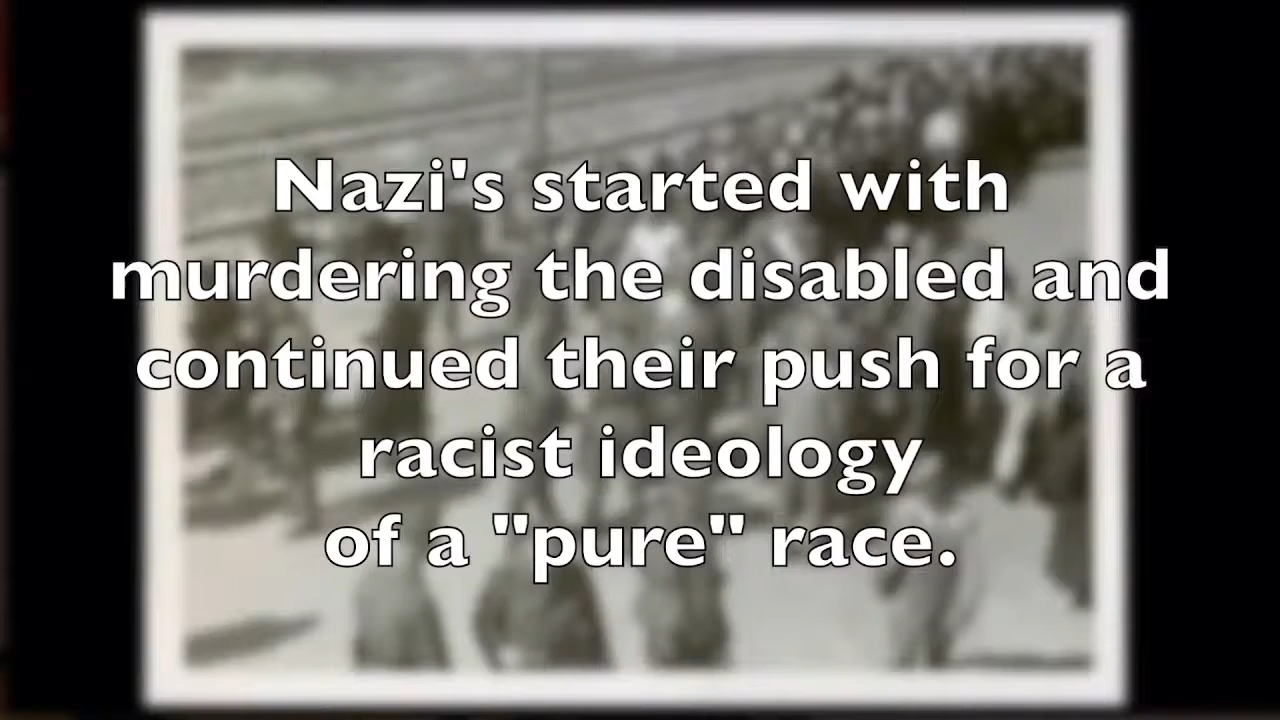 Nazi's started with
murdering the disabled and
continued their push for a
racist ideology
of a "pure" race.